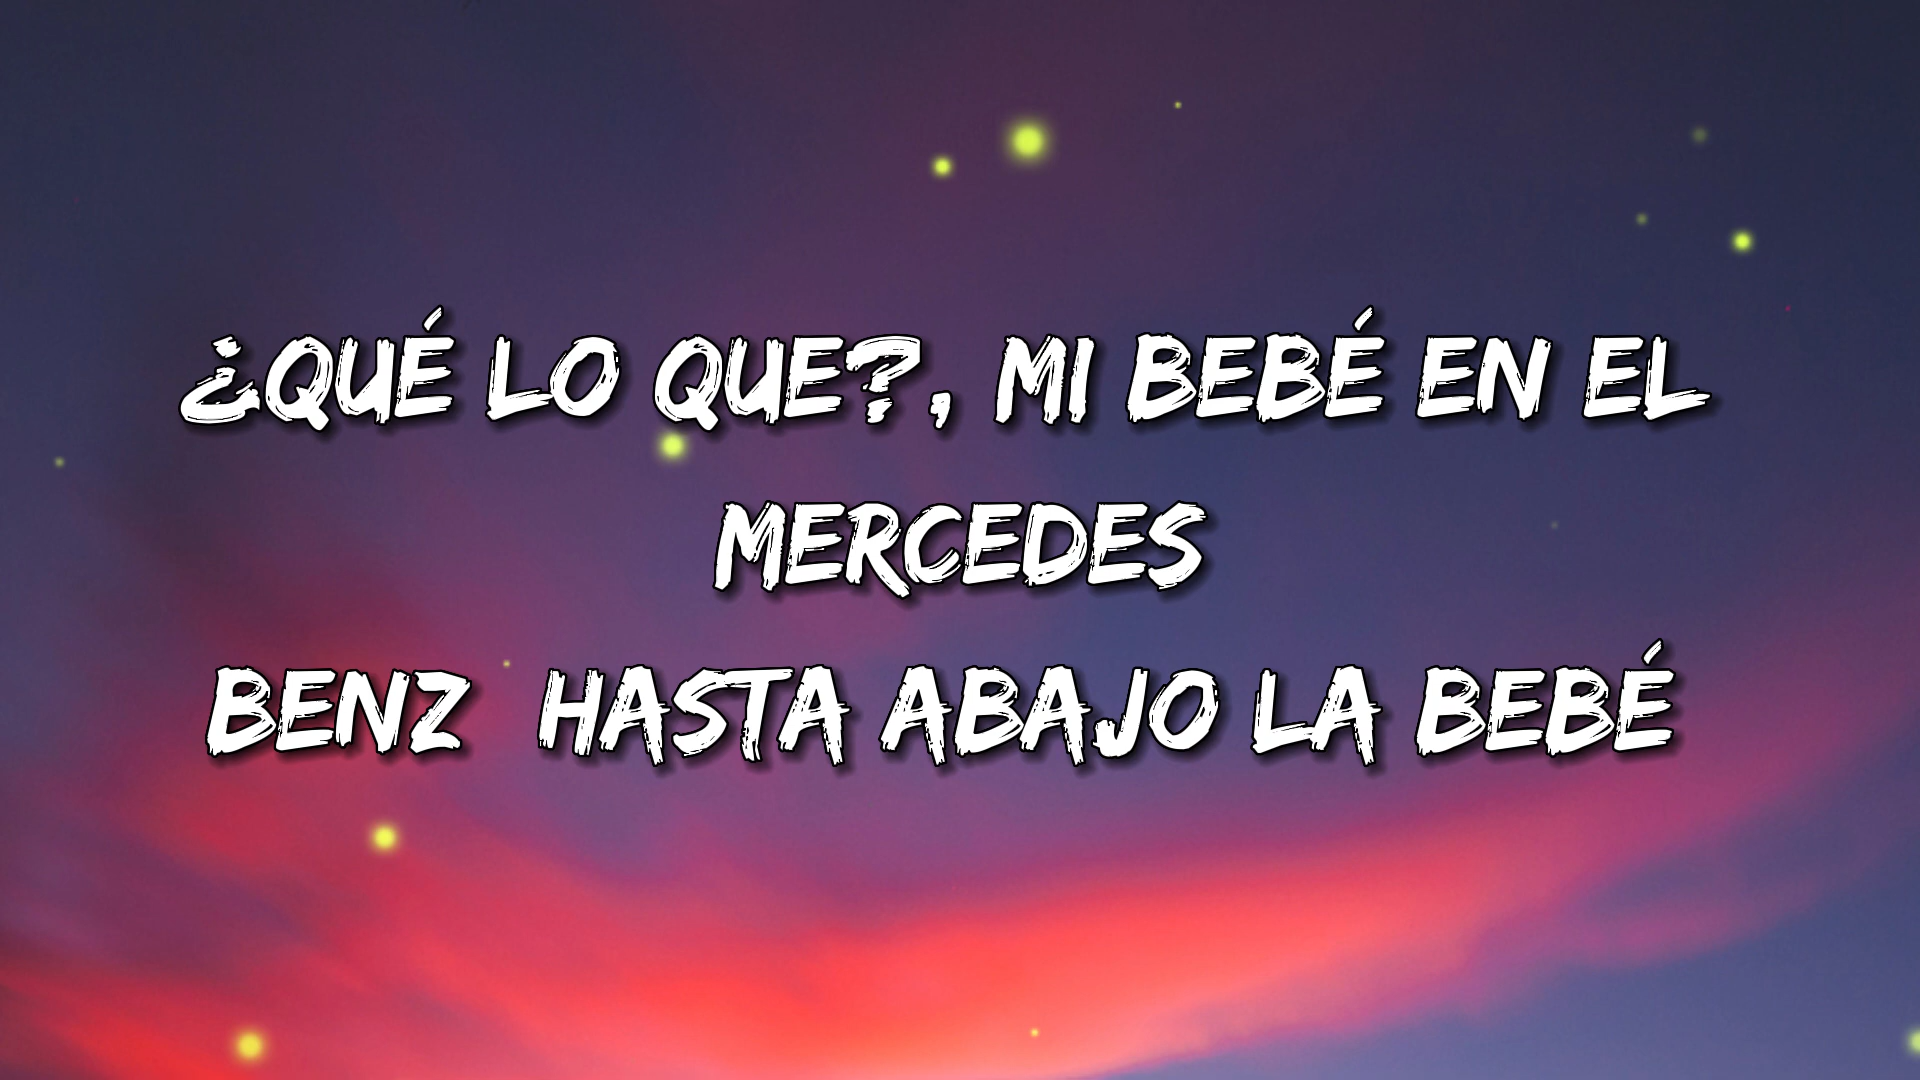 ¿QUÉ LO QUE?, MI BEBÉ EN EL
MERCEDES
BENZ  HASTA ABAJO LA BEBÉ